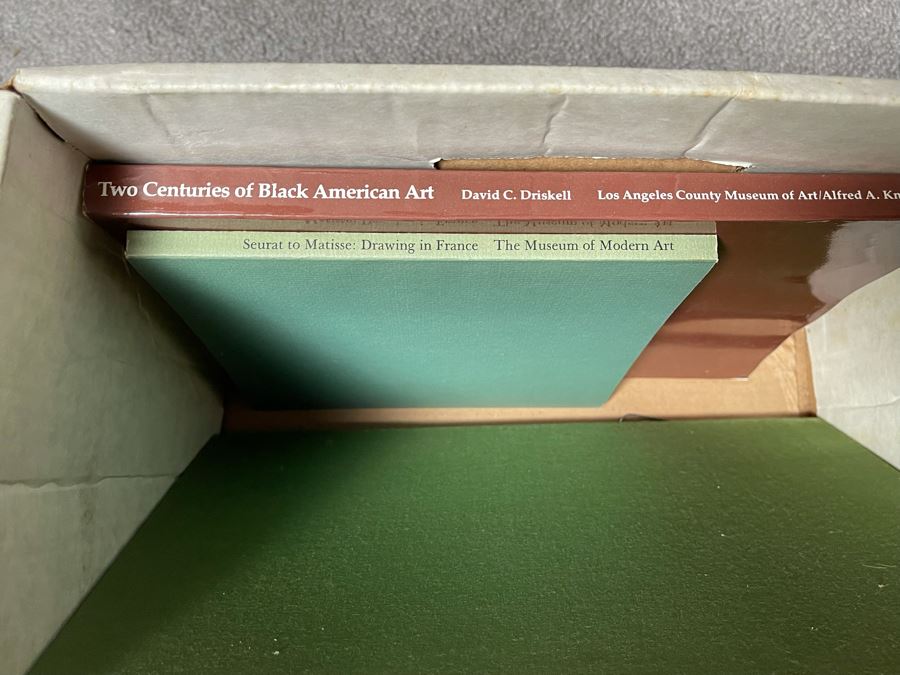 Two Centuries of Black American Art David C. Driskell Los Angeles County Museum of Art/Alfred A. Kn
Seurat to Matisse: Drawing in France The Museum of Modern Art